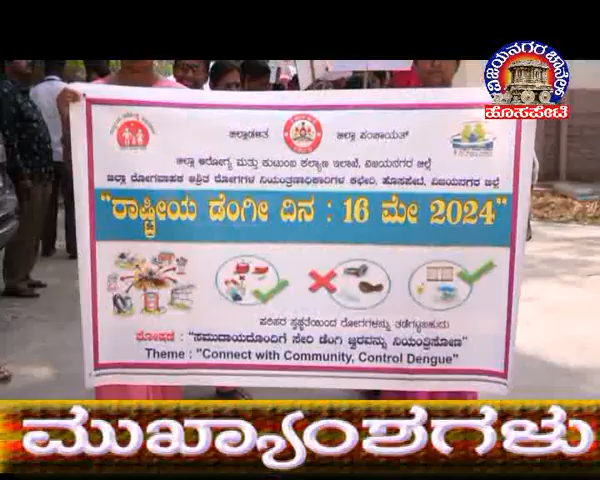 ವಿಜಯನಗರ ಚಾನೆಲ್
ಹೊಸಪೇಟೆ
ಜಿಲ್ಲಾಡಳಿತ ಜಿಲ್ಲಾ ಪಂಚಾಯತ್
ಜಿಲ್ಲಾ ಆರೋಗ್ಯ ಮತ್ತು ಕುಟುಂಬ ಕಲ್ಯಾಣ ಇಲಾಖೆ, ವಿಜಯನಗರ ಜಿಲ್ಲೆ
ಜಿಲ್ಲಾ ರೋಗವಾಹಕ ಆಶ್ರಿತ ರೋಗಗಳ ನಿಯಂತ್ರಣಾಧಿಕಾರಿಗಳ ಕಛೇರಿ, ಹೊಸಪೇಟೆ, ವಿಜಯನಗರ ಜಿಲ್ಲೆ
"ರಾಷ್ಟ್ರೀಯ ಡೆಂಗೀ ದಿನ : 16 ಮೇ 2024"
ಪರಿಸರ ಸ್ವಚ್ಛತೆಯಿಂದ ರೋಗಗಳನ್ನು ತಡೆಗಟ್ಟಬಹುದು
ಘೋಷಣೆ : "ಸಮುದಾಯದೊಂದಿಗೆ ಸೇರಿ ಡೆಂಗಿ ಜ್ವರವನ್ನು ನಿಯಂತ್ರಿಸೋಣ"
Theme : "Connect with Community, Control Dengue"
ಮುಖ್ಯಾಂಶಗಳು